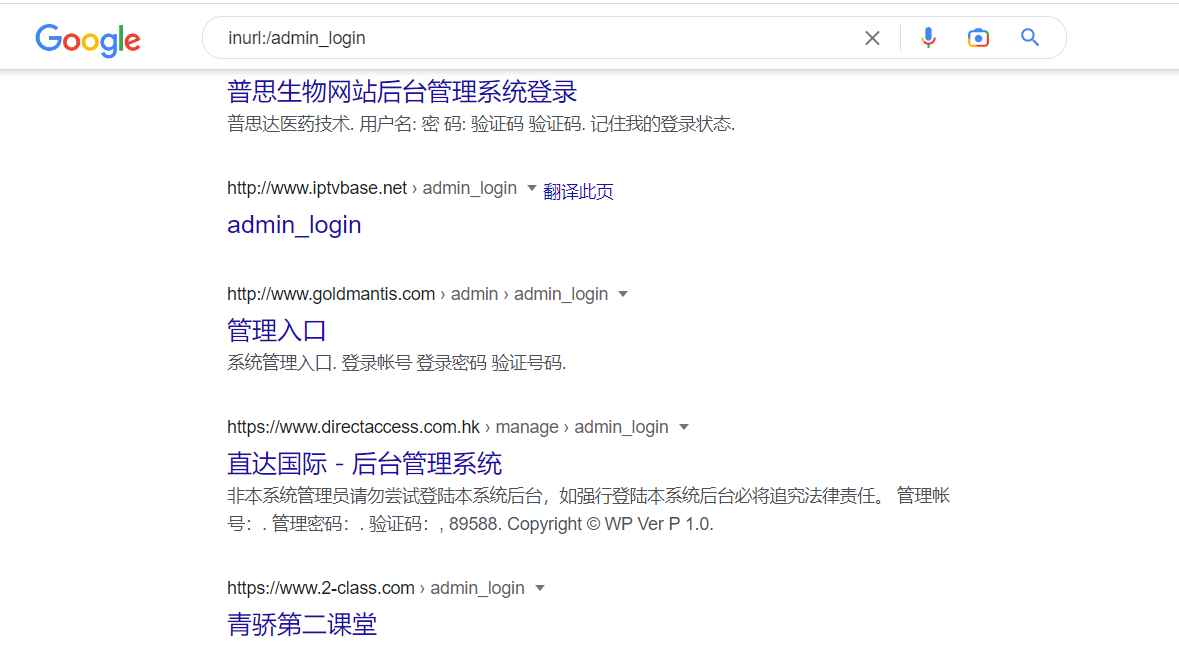 Google
inurl:/admin_login
普思生物网站后台管理系统登录
普思达医药技术. 用户名: 密 码: 验证码 验证码. 记住我的登录状态.
http://www.iptvbase.net › admin_login 翻译此页
admin_login
http://www.goldmantis.com › admin › admin_login
管理入口
系统管理入口. 登录帐号 登录密码 验证号码.
https://www.directaccess.com.hk › manage › admin_login
直达国际 - 后台管理系统
非本系统管理员请勿尝试登陆本系统后台，如强行登陆本系统后台必将追究法律责任。 管理帐
号：. 管理密码：. 验证码：, 89588. Copyright © WP Ver P 1.0.
https://www.2-class.com › admin_login
青骄第二课堂